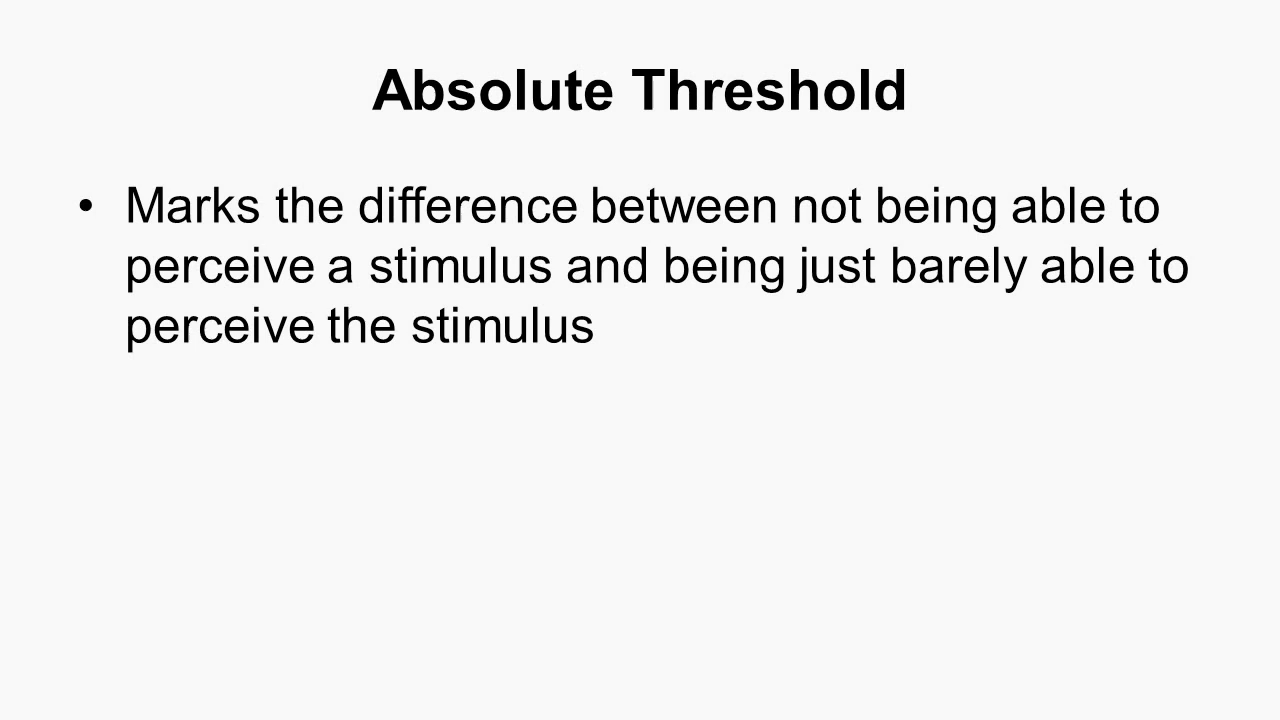 Absolute Threshold
• Marks the difference between not being able to
perceive a stimulus and being just barely able to
perceive the stimulus